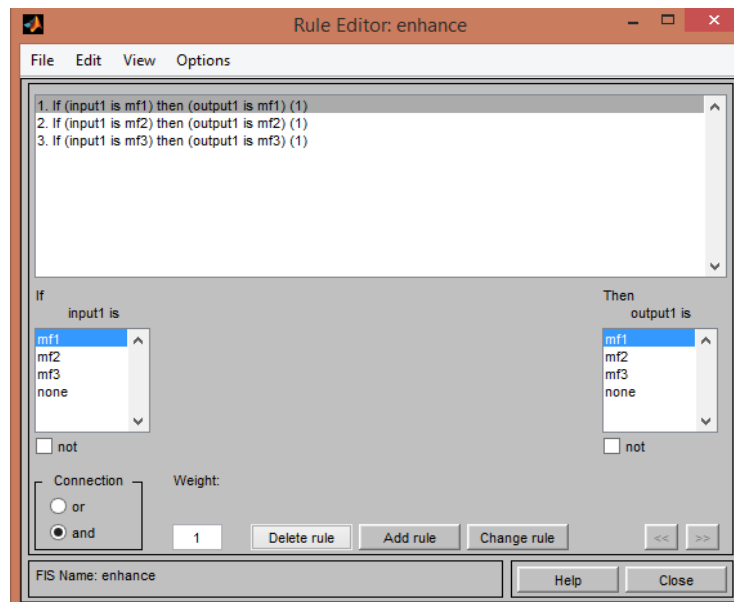 Rule Editor: enhance
File Edit View Options
1. If (input1 is mf1) then (output1 is mf1) (1)
2. If (input1 is mf2) then (output1 is mf2) (1)
3. If (input1 is mf3) then (output1 is mf3) (1)
If
input1 is
mf1
mf2
mf3
none
not
Then
output1 is
mf1
mf2
mf3
none
not
Connection
or
and
Weight:
1
Delete rule
Add rule
Change rule
<<
>>
FIS Name: enhance
Help
Close